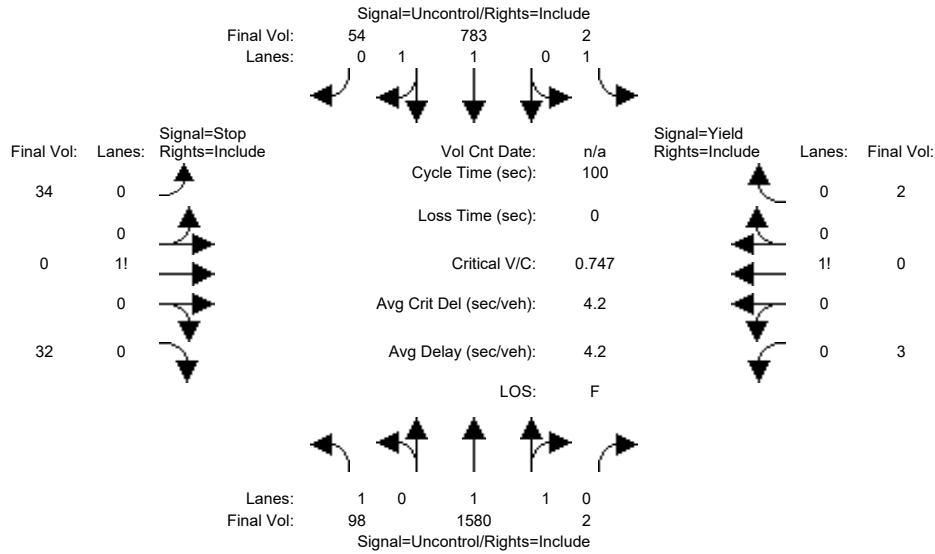 Signal=Uncontrol/Rights=Include
Final Vol: 54 783 2
Lanes: 0 1 1 0 1
Signal=Stop
Final Vol: Lanes: Rights=Include
Vol Cnt Date: n/a
Signal=Yield
Rights=Include Lanes: Final Vol:
Cycle Time (sec): 100
34 0
0 2
Loss Time (sec): 0
0
0
0 1!
Critical V/C: 0.747
1! 0
0
Avg Crit Del (sec/veh): 4.2
0
32 0
Avg Delay (sec/veh): 4.2
0 3
LOS: F
Lanes: 1 0 1 1 0
Final Vol: 98 1580 2
Signal=Uncontrol/Rights=Include